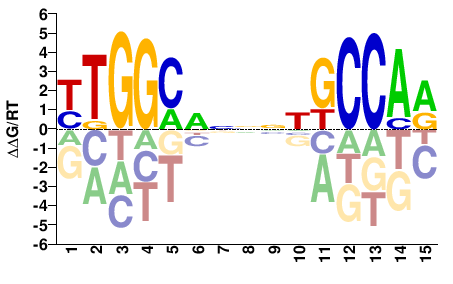 ΔΔG/RT
6
5
4
3
2
1
0
-1
-2
-3
-4
-5
-6
T T G G C A T G C C A A
C G A T C G
A C T A G C G C A A T T
G A A C T A T G G C
C T G T G
1 2 3 4 5 6 7 8 9 10 11 12 13 14 15